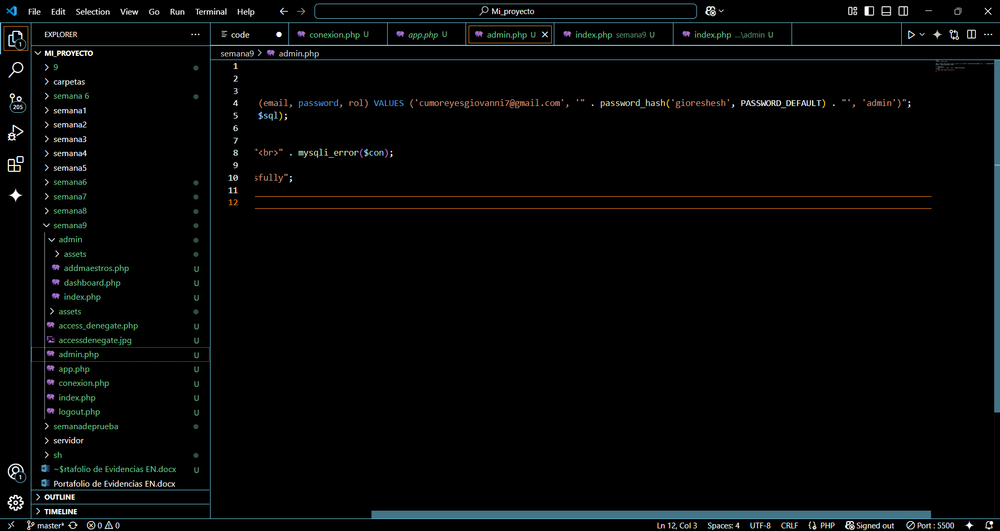 File Edit Selection View Go Run Terminal Help
Mi_proyecto
EXPLORER
1
MI_PROYECTO
9
carpetas
semana 6
semana1
205
semana2
semana3
semana4
semana5
semana6
semana7
semana8
semana9
admin
assets
addmaestros.php U
dashboard.php U
index.php U
assets
access_denegate.php U
accessdenegate.jpg U
admin.php U
app.php U
conexion.php U
index.php U
logout.php U
semanadeprueba
servidor
sh
~$rtafolio de Evidencias EN.docx U
1
Portafolio de Evidencias EN.docx
OUTLINE
TIMELINE
code
conexion.php U
app.php U
admin.php U
index.php semana9 U
index.php ...\admin U
semana9 > admin.php
1
2
3
4 (email, password, rol) VALUES ('cumoreyesgiovanni7@gmail.com', '" . password_hash('gioreshesh', PASSWORD_DEFAULT) . "', 'admin')";
5 $sql);
6
7
8 "<br>" . mysqli_error($con);
9
10 sfully";
11
12
master* 0 0
Ln 12, Col 3 Spaces: 4 UTF-8 CRLF PHP Signed out Port : 5500